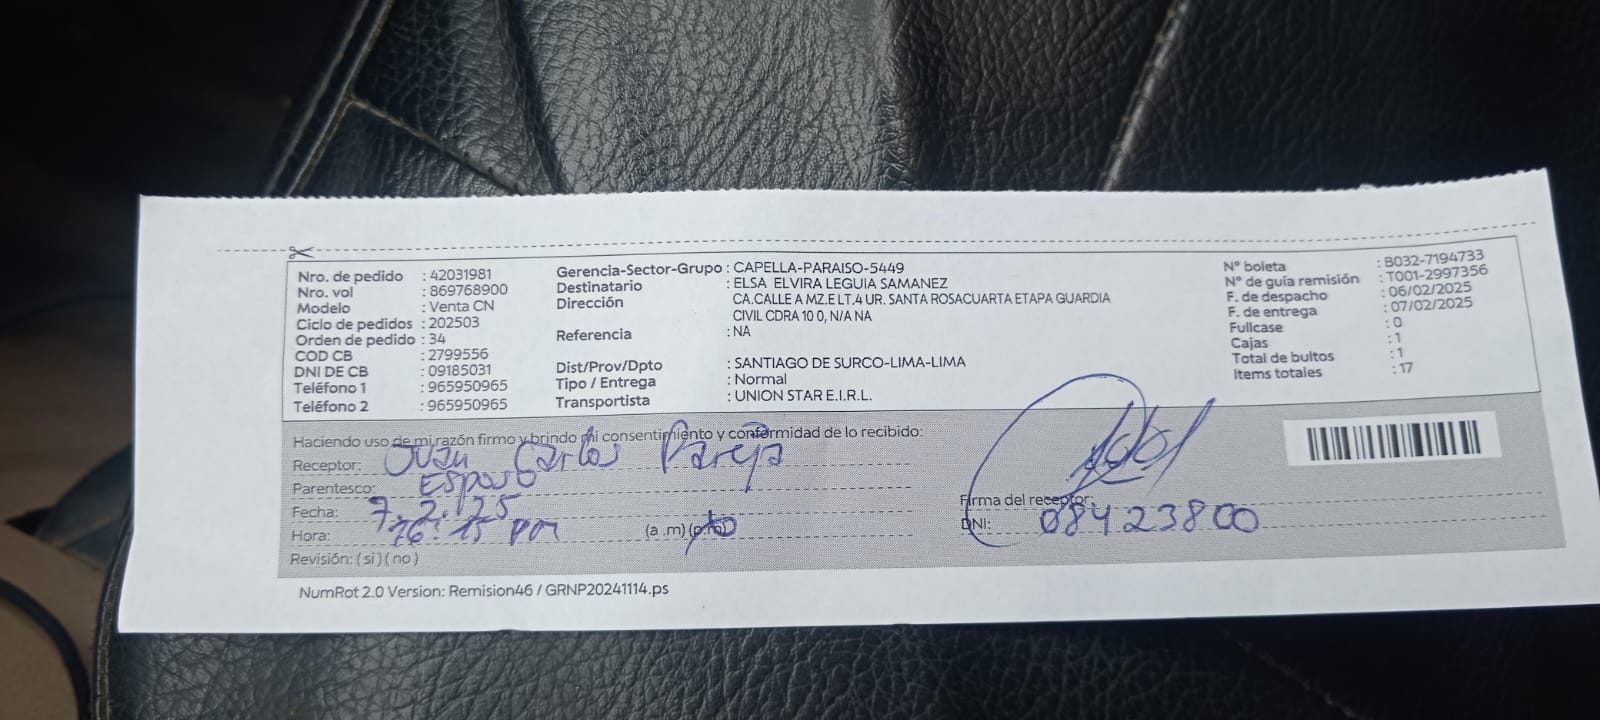 Nro. de pedido : 42031981
Nro. vol : 869768900
Modelo : Venta CN
Ciclo de pedidos : 202503
Orden de pedido : 34
COD CB : 2799556
DNI DE CB : 09185031
Teléfono 1 : 965950965
Teléfono 2 : 965950965
Gerencia-Sector-Grupo : CAPELLA-PARAISO-5449
Destinatario : ELSA ELVIRA LEGUIA SAMANEZ
Dirección CA.CALLE A MZ.E LT.4 UR. SANTA ROSACUARTA ETAPA GUARDIA
CIVIL CDRA 10 0, N/A NA
Referencia : NA
Dist/Prov/Dpto : SANTIAGO DE SURCO-LIMA-LIMA
Tipo / Entrega : Normal
Transportista : UNION STAR E.I.R.L.
N° boleta : B032-7194733
N° de guía remisión : T001-2997356
F. de despacho : 06/02/2025
F. de entrega : 07/02/2025
Fullcase : 0
Cajas : 1
Total de bultos : 1
Items totales : 17
Haciendo uso de mi razón firmo y brindo mi consentimiento y conformidad de lo recibido:
Receptor: Juan Carlos Pareja
Parentesco: Esposo
Fecha: 7.2.25
Hora: 16:15 pm (a .m) (p.m)
Revisión: ( si ) ( no )
Firma del receptor:
DNI: 08423800
NumRot 2.0 Version: Remision46 / GRNP20241114.ps